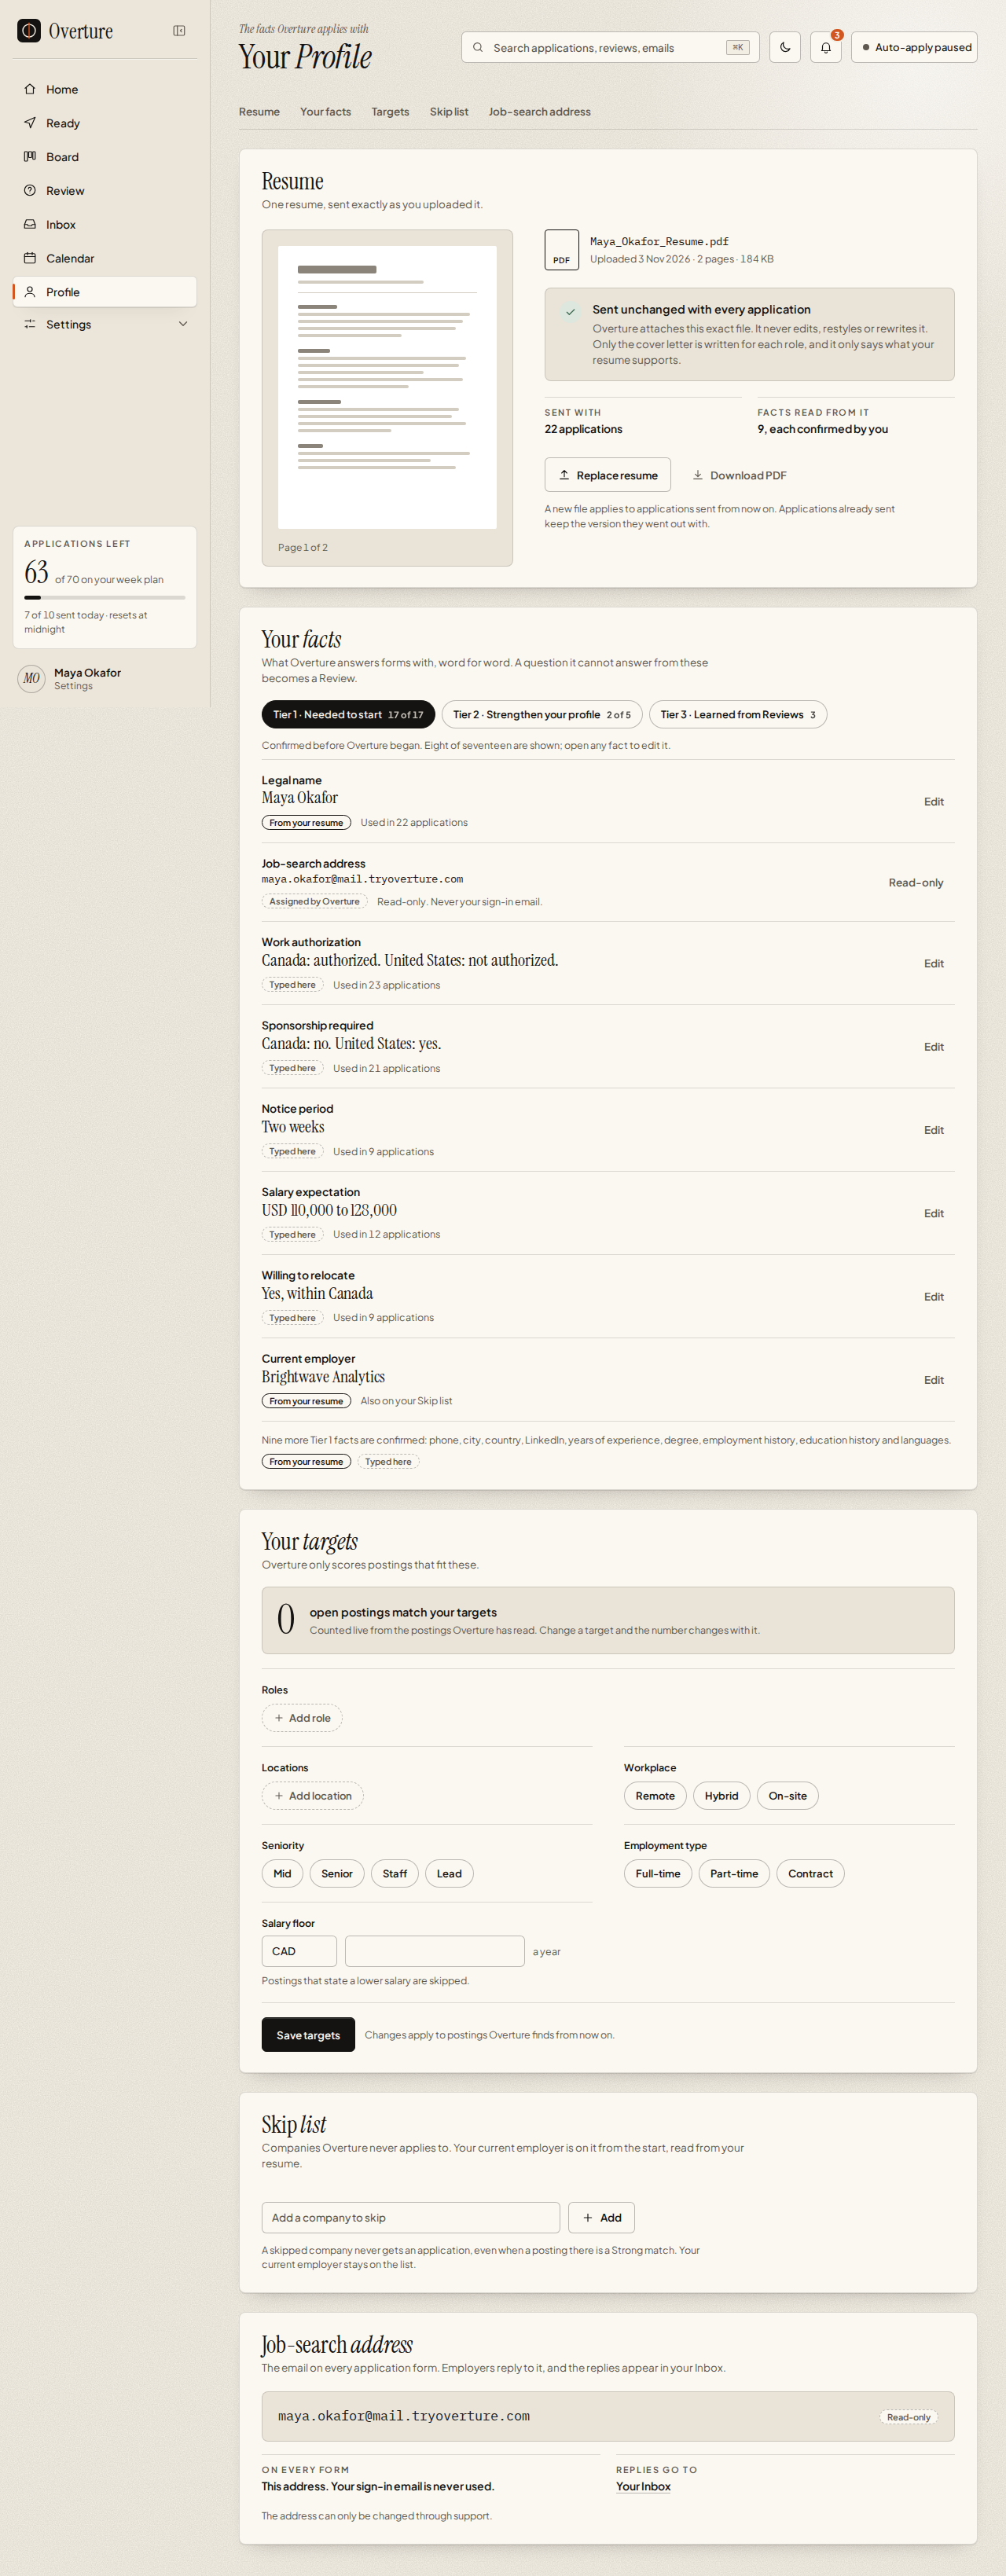 Overture
Home
Ready
Board
Review
Inbox
Calendar
Profile
Settings
APPLICATIONS LEFT
63 of 70 on your week plan
7 of 10 sent today · resets at
midnight
MO
Maya Okafor
Settings
The facts Overture applies with
Your Profile
Search applications, reviews, emails
⌘K
3
Auto-apply paused
Resume
Your facts
Targets
Skip list
Job-search address
Resume
One resume, sent exactly as you uploaded it.
Page 1 of 2
PDF
Maya_Okafor_Resume.pdf
Uploaded 3 Nov 2026 · 2 pages · 184 KB
Sent unchanged with every application
Overture attaches this exact file. It never edits, restyles or rewrites it.
Only the cover letter is written for each role, and it only says what your
resume supports.
SENT WITH
22 applications
FACTS READ FROM IT
9, each confirmed by you
Replace resume
Download PDF
A new file applies to applications sent from now on. Applications already sent
keep the version they went out with.
Your facts
What Overture answers forms with, word for word. A question it cannot answer from these
becomes a Review.
Tier 1 · Needed to start 17 of 17
Tier 2 · Strengthen your profile 2 of 5
Tier 3 · Learned from Reviews 3
Confirmed before Overture began. Eight of seventeen are shown; open any fact to edit it.
Legal name
Maya Okafor
From your resume
Used in 22 applications
Edit
Job-search address
maya.okafor@mail.tryoverture.com
Assigned by Overture
Read-only. Never your sign-in email.
Read-only
Work authorization
Canada: authorized. United States: not authorized.
Typed here
Used in 23 applications
Edit
Sponsorship required
Canada: no. United States: yes.
Typed here
Used in 21 applications
Edit
Notice period
Two weeks
Typed here
Used in 9 applications
Edit
Salary expectation
USD 110,000 to 128,000
Typed here
Used in 12 applications
Edit
Willing to relocate
Yes, within Canada
Typed here
Used in 9 applications
Edit
Current employer
Brightwave Analytics
From your resume
Also on your Skip list
Edit
Nine more Tier 1 facts are confirmed: phone, city, country, LinkedIn, years of experience, degree, employment history, education history and languages.
From your resume
Typed here
Your targets
Overture only scores postings that fit these.
0
open postings match your targets
Counted live from the postings Overture has read. Change a target and the number changes with it.
Roles
Add role
Locations
Add location
Workplace
Remote
Hybrid
On-site
Seniority
Mid
Senior
Staff
Lead
Employment type
Full-time
Part-time
Contract
Salary floor
CAD
a year
Postings that state a lower salary are skipped.
Save targets
Changes apply to postings Overture finds from now on.
Skip list
Companies Overture never applies to. Your current employer is on it from the start, read from your
resume.
Add a company to skip
Add
A skipped company never gets an application, even when a posting there is a Strong match. Your
current employer stays on the list.
Job-search address
The email on every application form. Employers reply to it, and the replies appear in your Inbox.
maya.okafor@mail.tryoverture.com
Read-only
ON EVERY FORM
This address. Your sign-in email is never used.
REPLIES GO TO
Your Inbox
The address can only be changed through support.